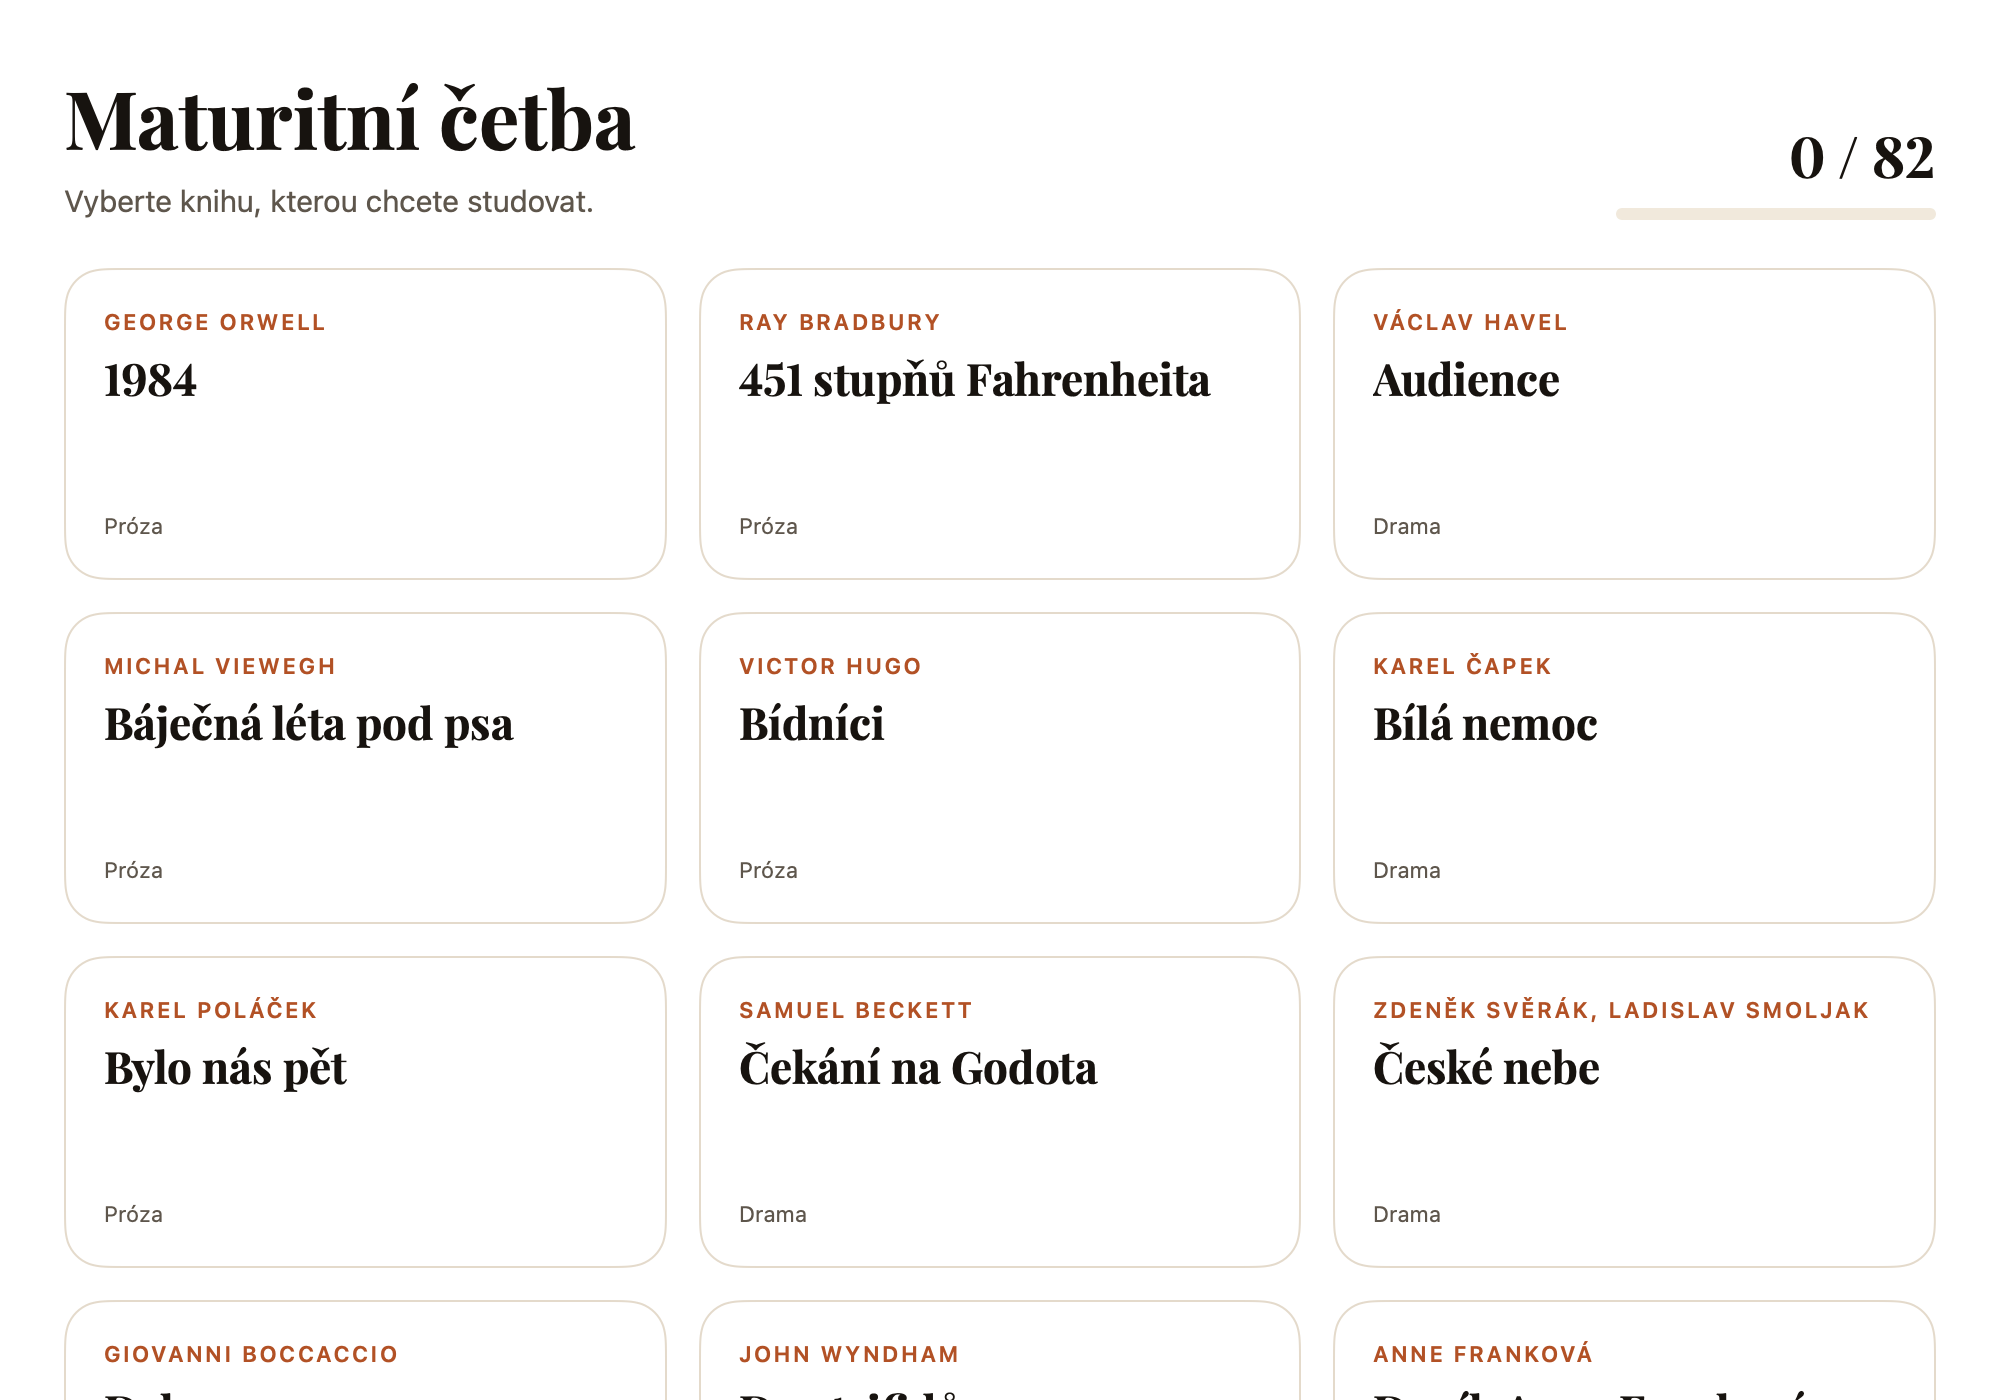 Maturitní četba
Vyberte knihu, kterou chcete studovat.
0 / 82
GEORGE ORWELL
1984
Próza
RAY BRADBURY
451 stupňů Fahrenheita
Próza
VÁCLAV HAVEL
Audience
Drama
MICHAL VIEWEGH
Báječná léta pod psa
Próza
VICTOR HUGO
Bídníci
Próza
KAREL ČAPEK
Bílá nemoc
Drama
KAREL POLÁČEK
Bylo nás pět
Próza
SAMUEL BECKETT
Čekání na Godota
Drama
ZDENĚK SVĚRÁK, LADISLAV SMOLJAK
České nebe
Drama
GIOVANNI BOCCACCIO
JOHN WYNDHAM
ANNE FRANKOVÁ